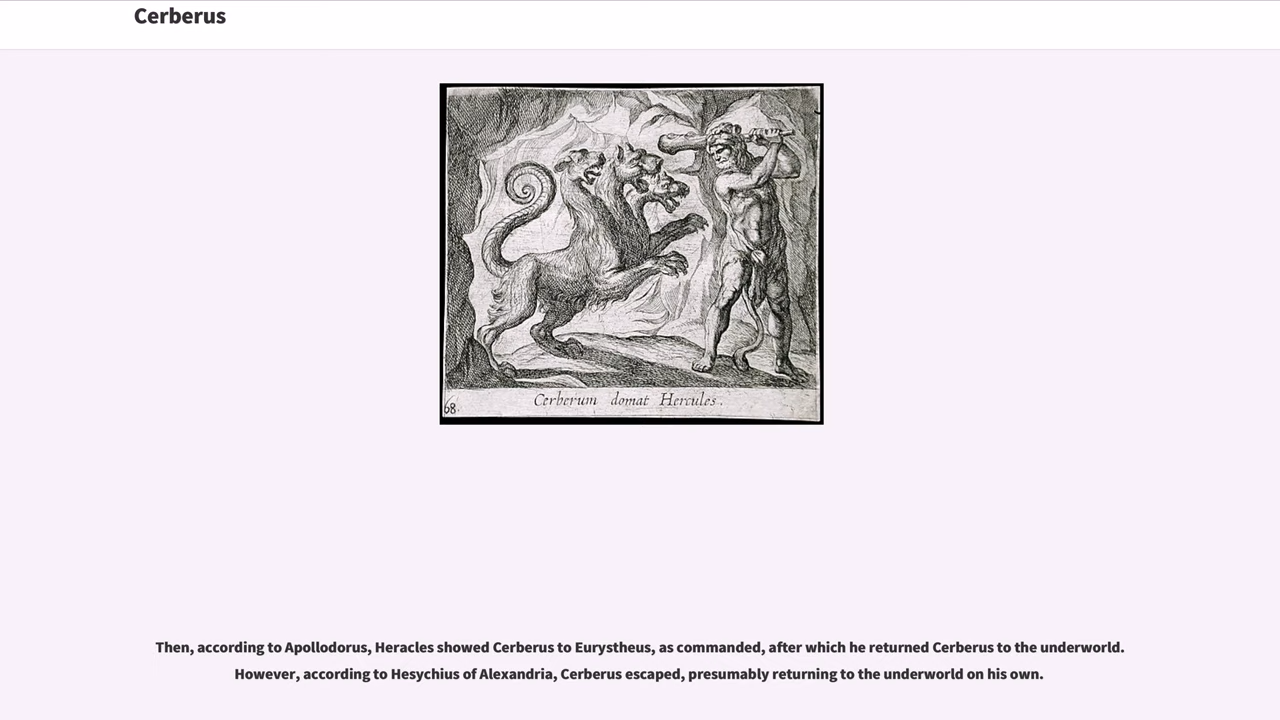 Cerberus
68.
Cerberum domat Hercules.
Then, according to Apollodorus, Heracles showed Cerberus to Eurystheus, as commanded, after which he returned Cerberus to the underworld.
However, according to Hesychius of Alexandria, Cerberus escaped, presumably returning to the underworld on his own.